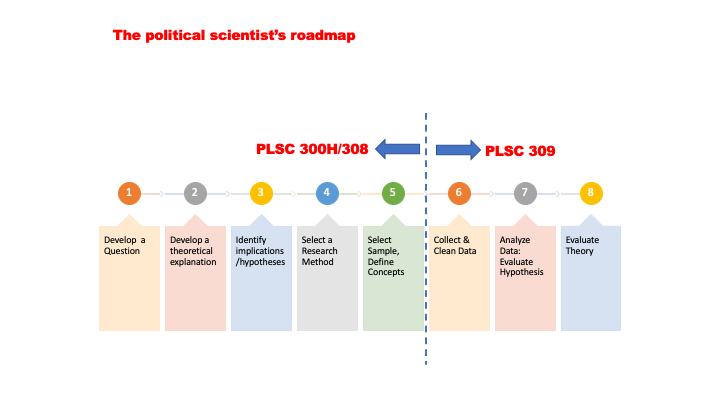 The political scientist’s roadmap
PLSC 300H/308
PLSC 309
1
2
3
4
5
6
7
8
Develop a
Question
Develop a
theoretical
explanation
Identify
implications
/hypotheses
Select a
Research
Method
Select
Sample,
Define
Concepts
Collect &
Clean Data
Analyze
Data:
Evaluate
Hypothesis
Evaluate
Theory